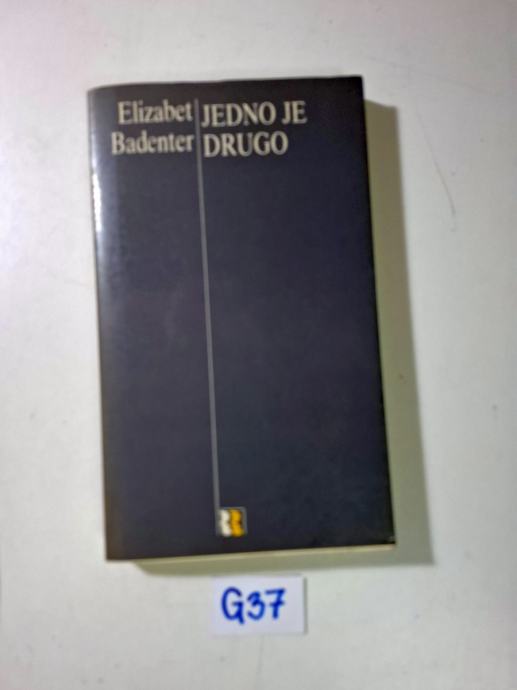 Elizabet
Badenter
JEDNO JE
DRUGO
G37